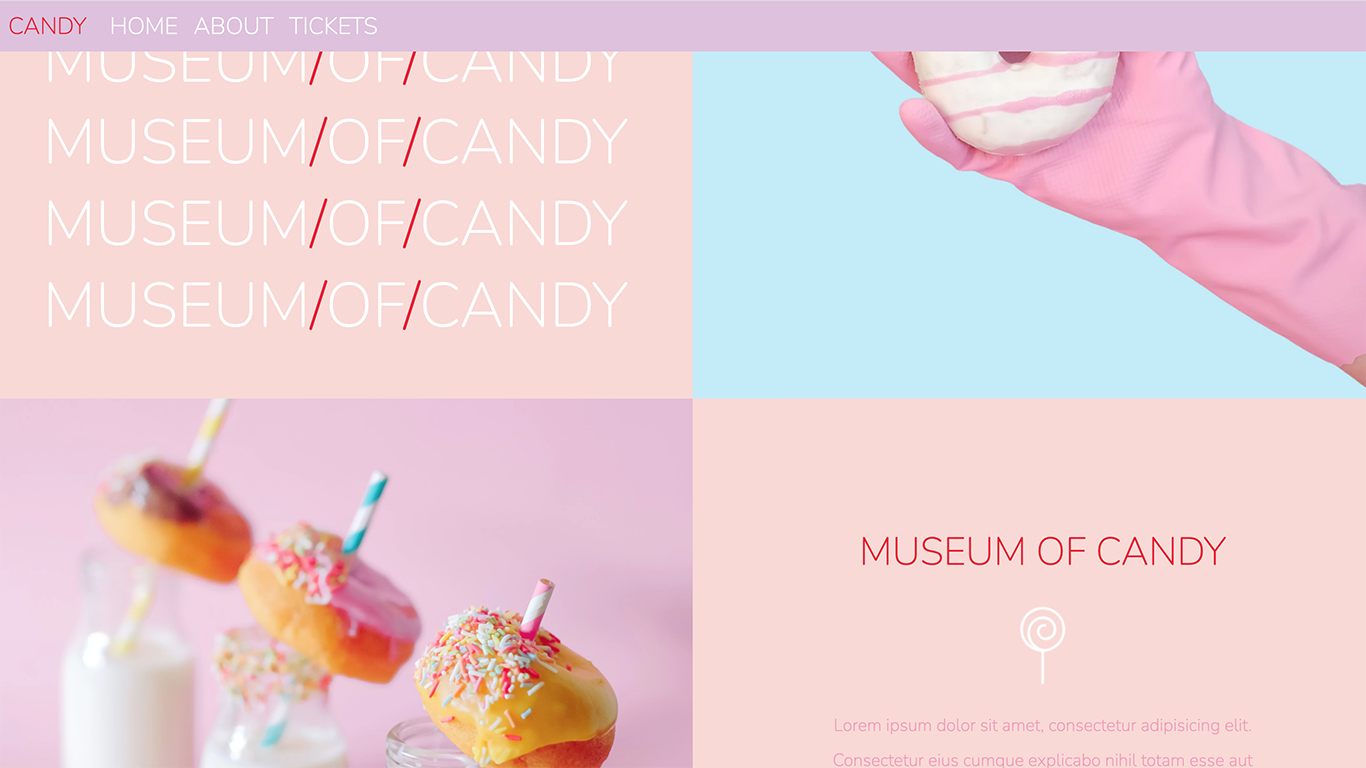 CANDY HOME ABOUT TICKETS
MUSEUM/OF/CANDY
MUSEUM/OF/CANDY
MUSEUM/OF/CANDY
MUSEUM/OF/CANDY
MUSEUM OF CANDY
Lorem ipsum dolor sit amet, consectetur adipisicing elit.
Consectetur eius cumque explicabo nihil totam esse aut